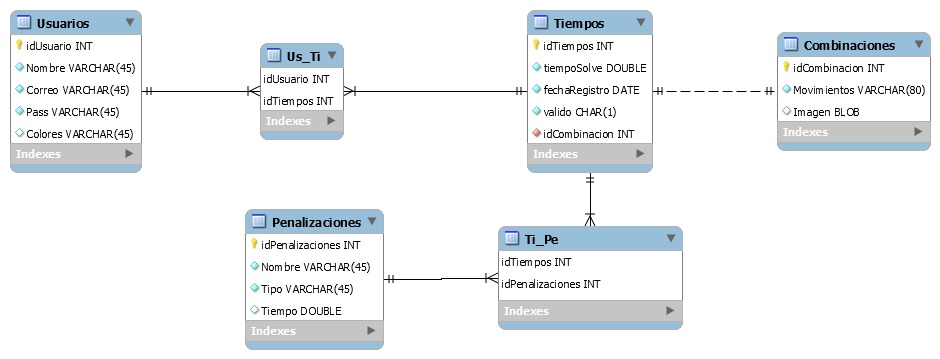 Usuarios
idUsuario INT
Nombre VARCHAR(45)
Correo VARCHAR(45)
Pass VARCHAR(45)
Colores VARCHAR(45)
Indexes
Us_Ti
idUsuario INT
idTiempos INT
Indexes
Tiempos
idTiempos INT
tiempoSolve DOUBLE
fechaRegistro DATE
valido CHAR(1)
idCombinacion INT
Indexes
Combinaciones
idCombinacion INT
Movimientos VARCHAR(80)
Imagen BLOB
Indexes
Penalizaciones
idPenalizaciones INT
Nombre VARCHAR(45)
Tipo VARCHAR(45)
Tiempo DOUBLE
Indexes
Ti_Pe
idTiempos INT
idPenalizaciones INT
Indexes